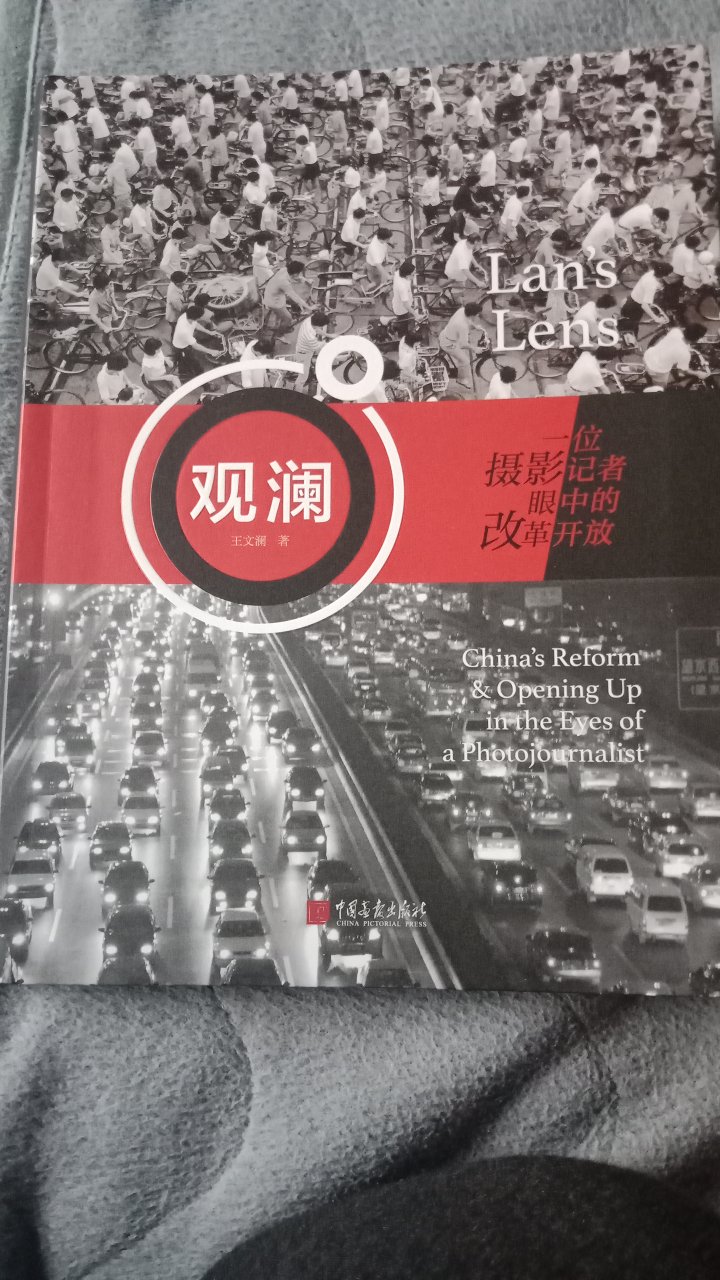 Lan's
Lens
观澜
王文澜 著
一位
摄影记者
眼中的
改革开放
China's Reform
& Opening Up
in the Eyes of
a Photojournalist
中国画报出版社
CHINA PICTORIAL PRESS